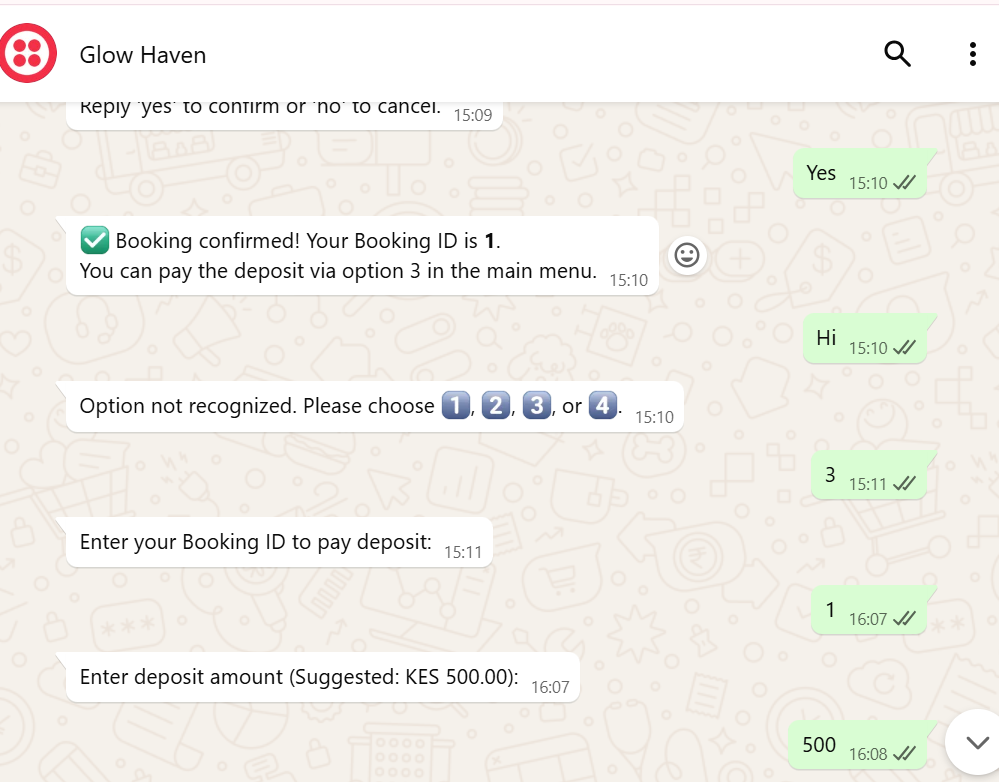 Glow Haven
Reply 'yes' to confirm or 'no' to cancel. 15:09
Yes 15:10
✅ Booking confirmed! Your Booking ID is 1.
You can pay the deposit via option 3 in the main menu. 15:10
Hi 15:10
Option not recognized. Please choose 1️⃣, 2️⃣, 3️⃣, or 4️⃣. 15:10
3 15:11
Enter your Booking ID to pay deposit: 15:11
1 16:07
Enter deposit amount (Suggested: KES 500.00): 16:07
500 16:08